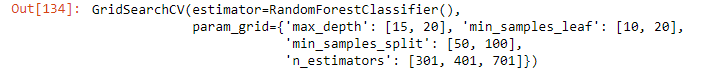 Out[134]: GridSearchCV(estimator=RandomForestClassifier(),
param_grid={'max_depth': [15, 20], 'min_samples_leaf': [10, 20],
'min_samples_split': [50, 100],
'n_estimators': [301, 401, 701]})